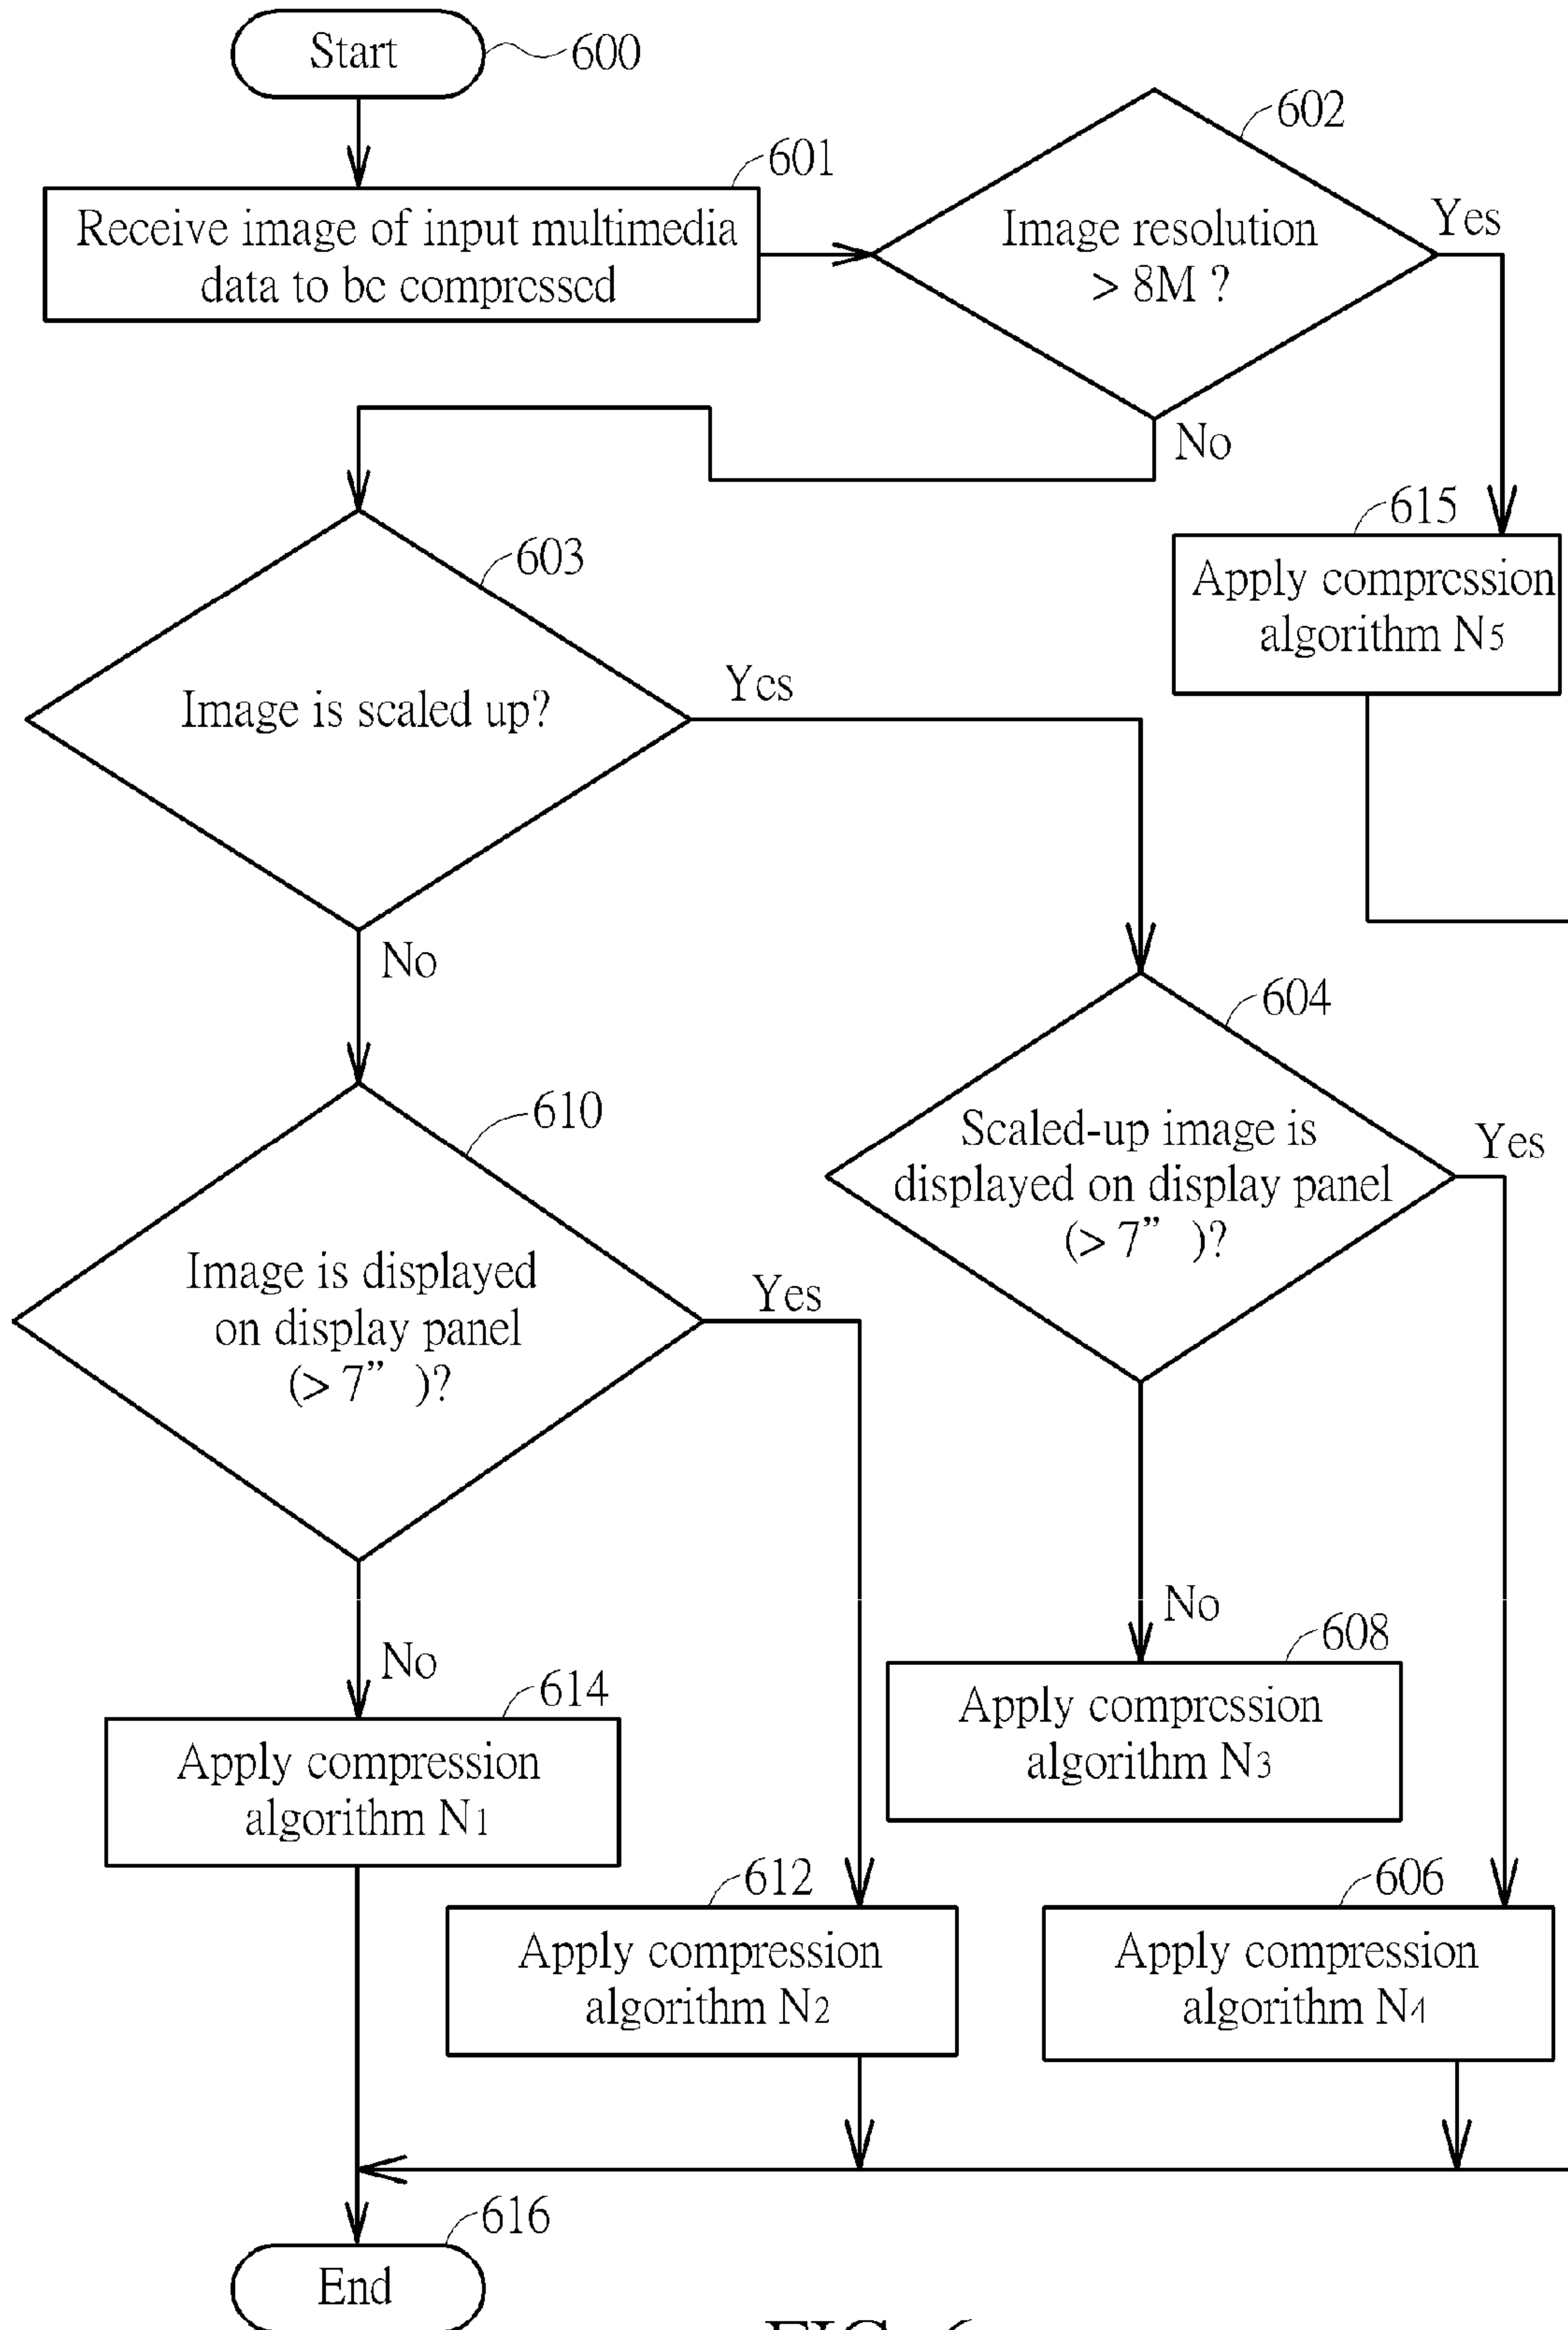 Start
600
601
Receive image of input multimedia
data to be compressed
602
Image resolution
> 8M ?
Yes
No
615
Apply compression
algorithm N5
603
Image is scaled up?
Yes
No
604
Scaled-up image is
displayed on display panel
(> 7” )?
Yes
No
610
Image is displayed
on display panel
(> 7” )?
Yes
No
608
Apply compression
algorithm N3
614
Apply compression
algorithm N1
612
Apply compression
algorithm N2
606
Apply compression
algorithm N4
616
End
FIG. 6